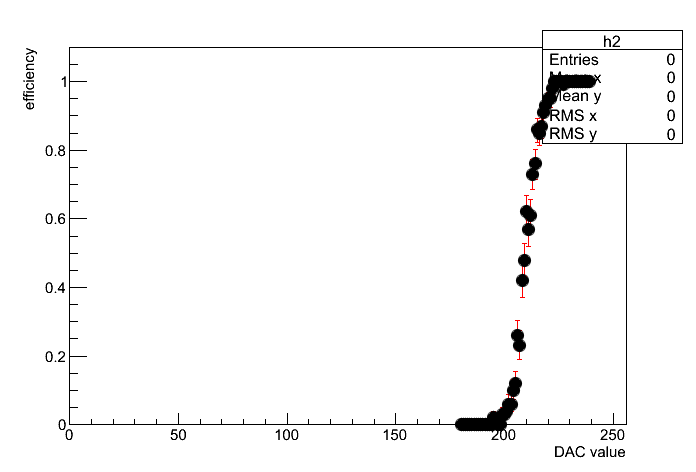 h2
Entries 0
Mean x 0
Mean y 0
RMS x 0
RMS y 0
efficiency
1
0.8
0.6
0.4
0.2
0
0 50 100 150 200 250
DAC value